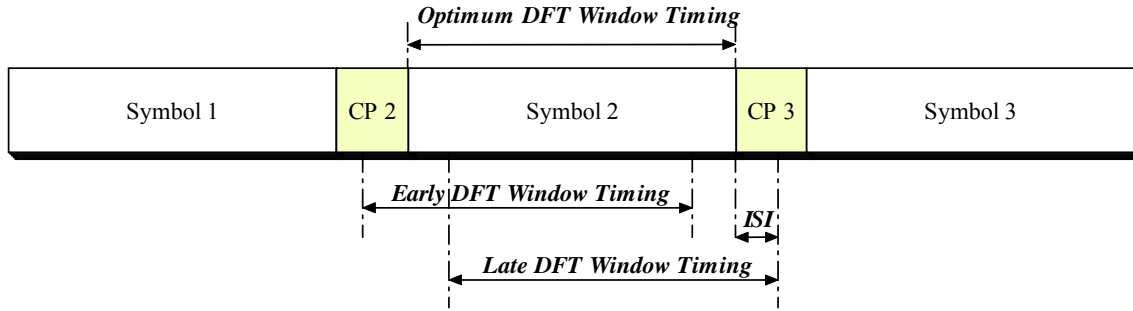 Optimum DFT Window Timing
Symbol 1 CP 2 Symbol 2 CP 3 Symbol 3
Early DFT Window Timing
ISI
Late DFT Window Timing